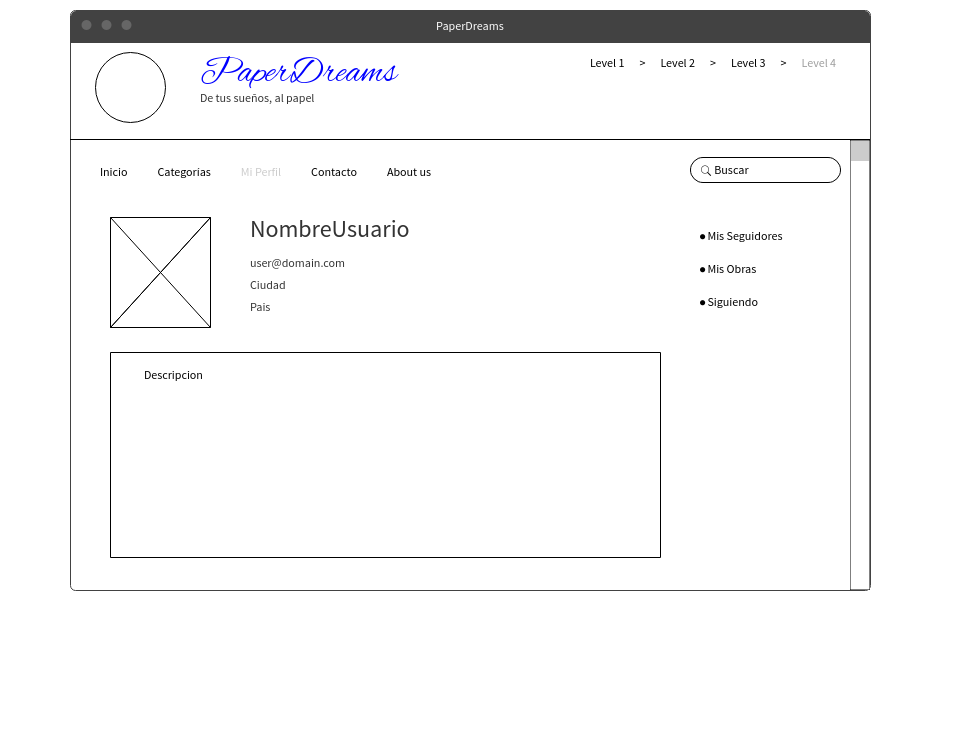 PaperDreams
PaperDreams
De tus sueños, al papel
Level 1 > Level 2 > Level 3 > Level 4
Inicio Categorias Mi Perfil Contacto About us
Buscar
NombreUsuario
user@domain.com
Ciudad
Pais
Mis Seguidores
Mis Obras
Siguiendo
Descripcion